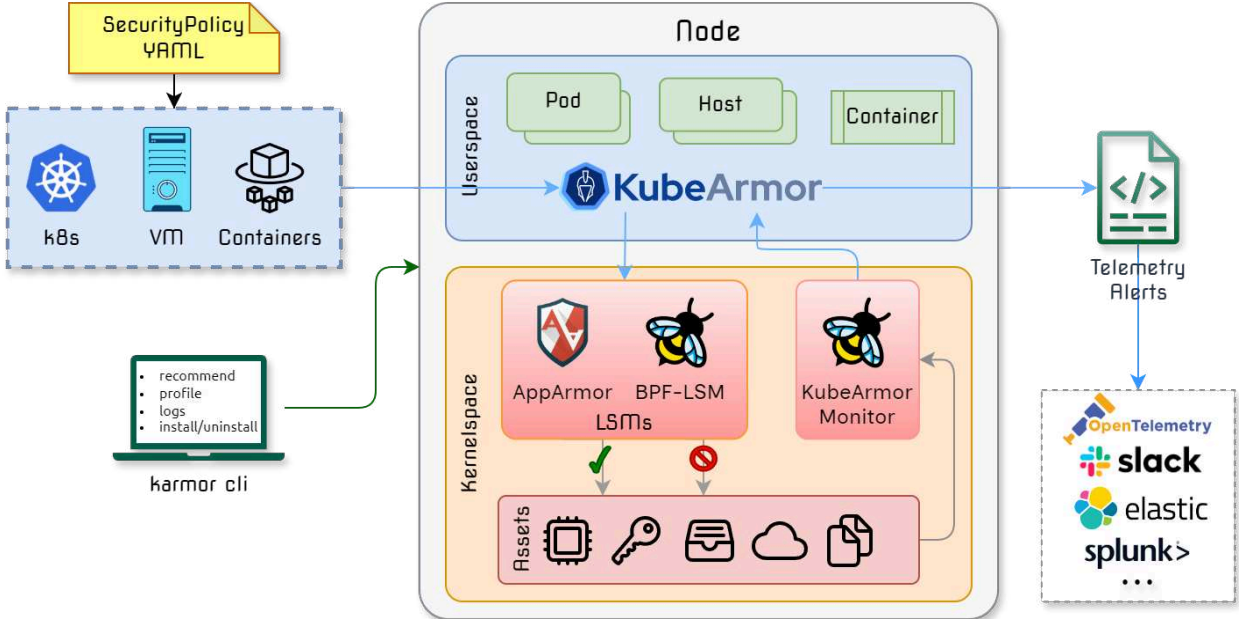 SecurityPolicy
YAML
k8s
VM
Containers
• recommend
• profile
• logs
• install/uninstall
karmor cli
Node
Userspace
Pod
Host
Container
KubeArmor
Kernelspace
AppArmor
BPF-LSM
LSMs
KubeArmor
Monitor
Assets
</>
Telemetry
Alerts
OpenTelemetry
slack
elastic
splunk>
...